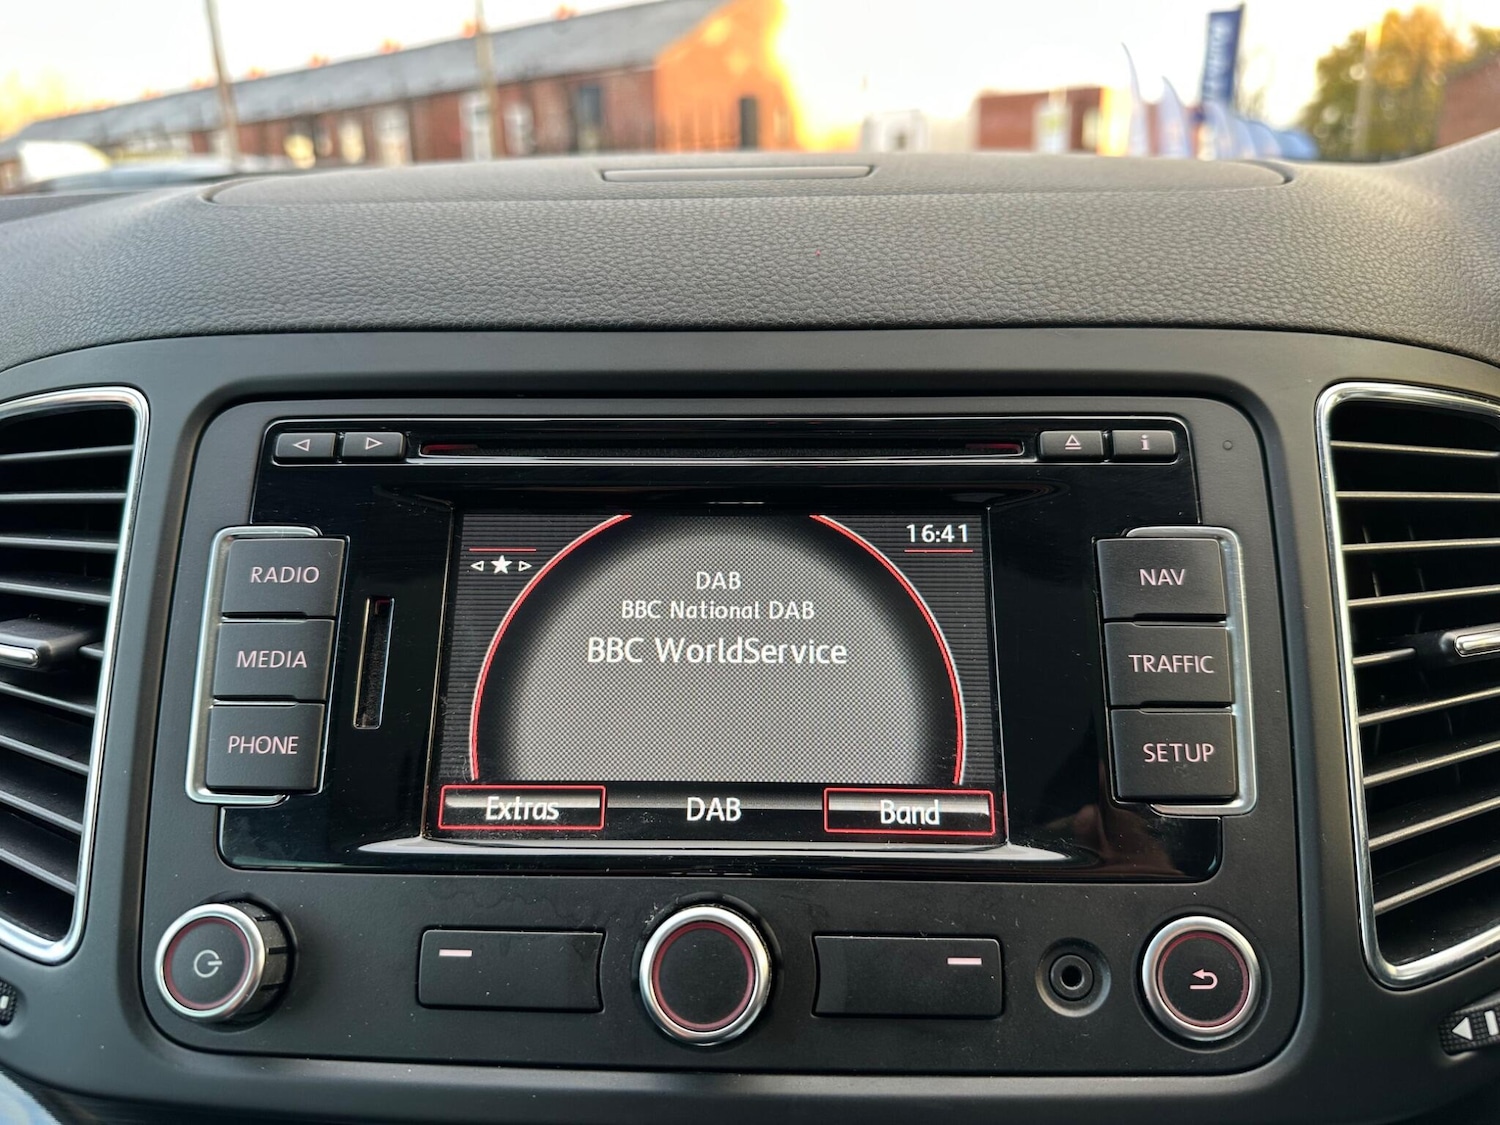 16:41
DAB
BBC National DAB
BBC WorldService
Extras DAB Band
RADIO
MEDIA
PHONE
i
NAV
TRAFFIC
SETUP